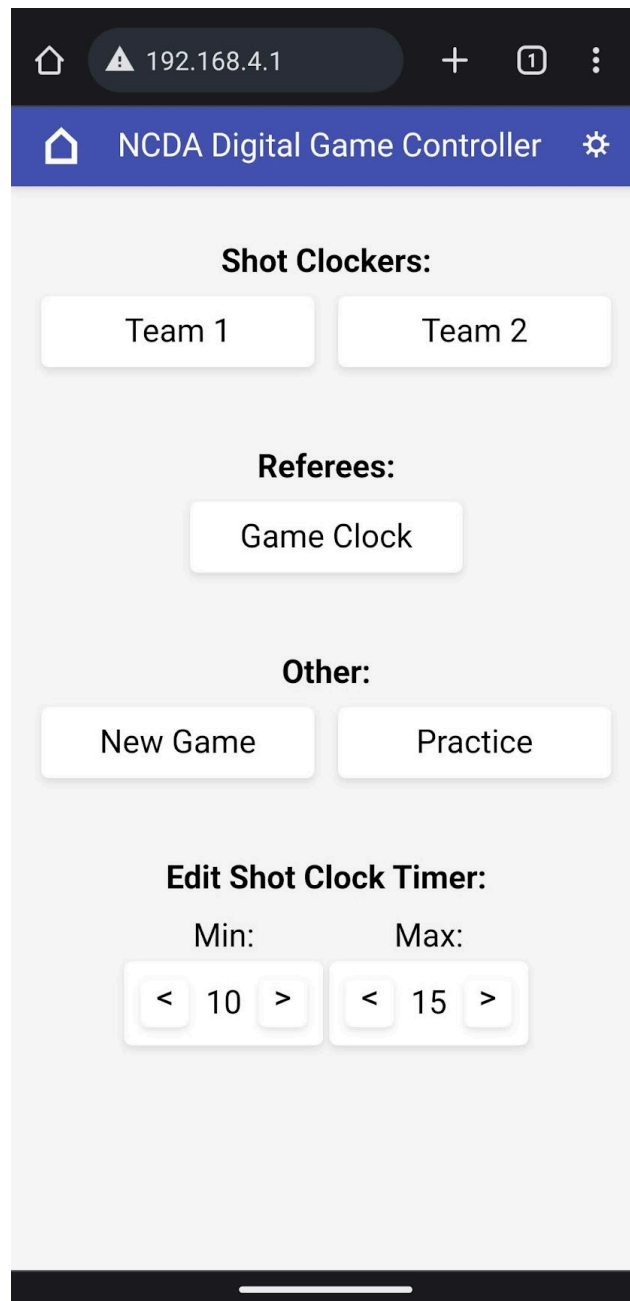 192.168.4.1
1
NCDA Digital Game Controller
Shot Clockers:
Team 1 Team 2
Referees:
Game Clock
Other:
New Game Practice
Edit Shot Clock Timer:
Min: Max:
< 10 > < 15 >